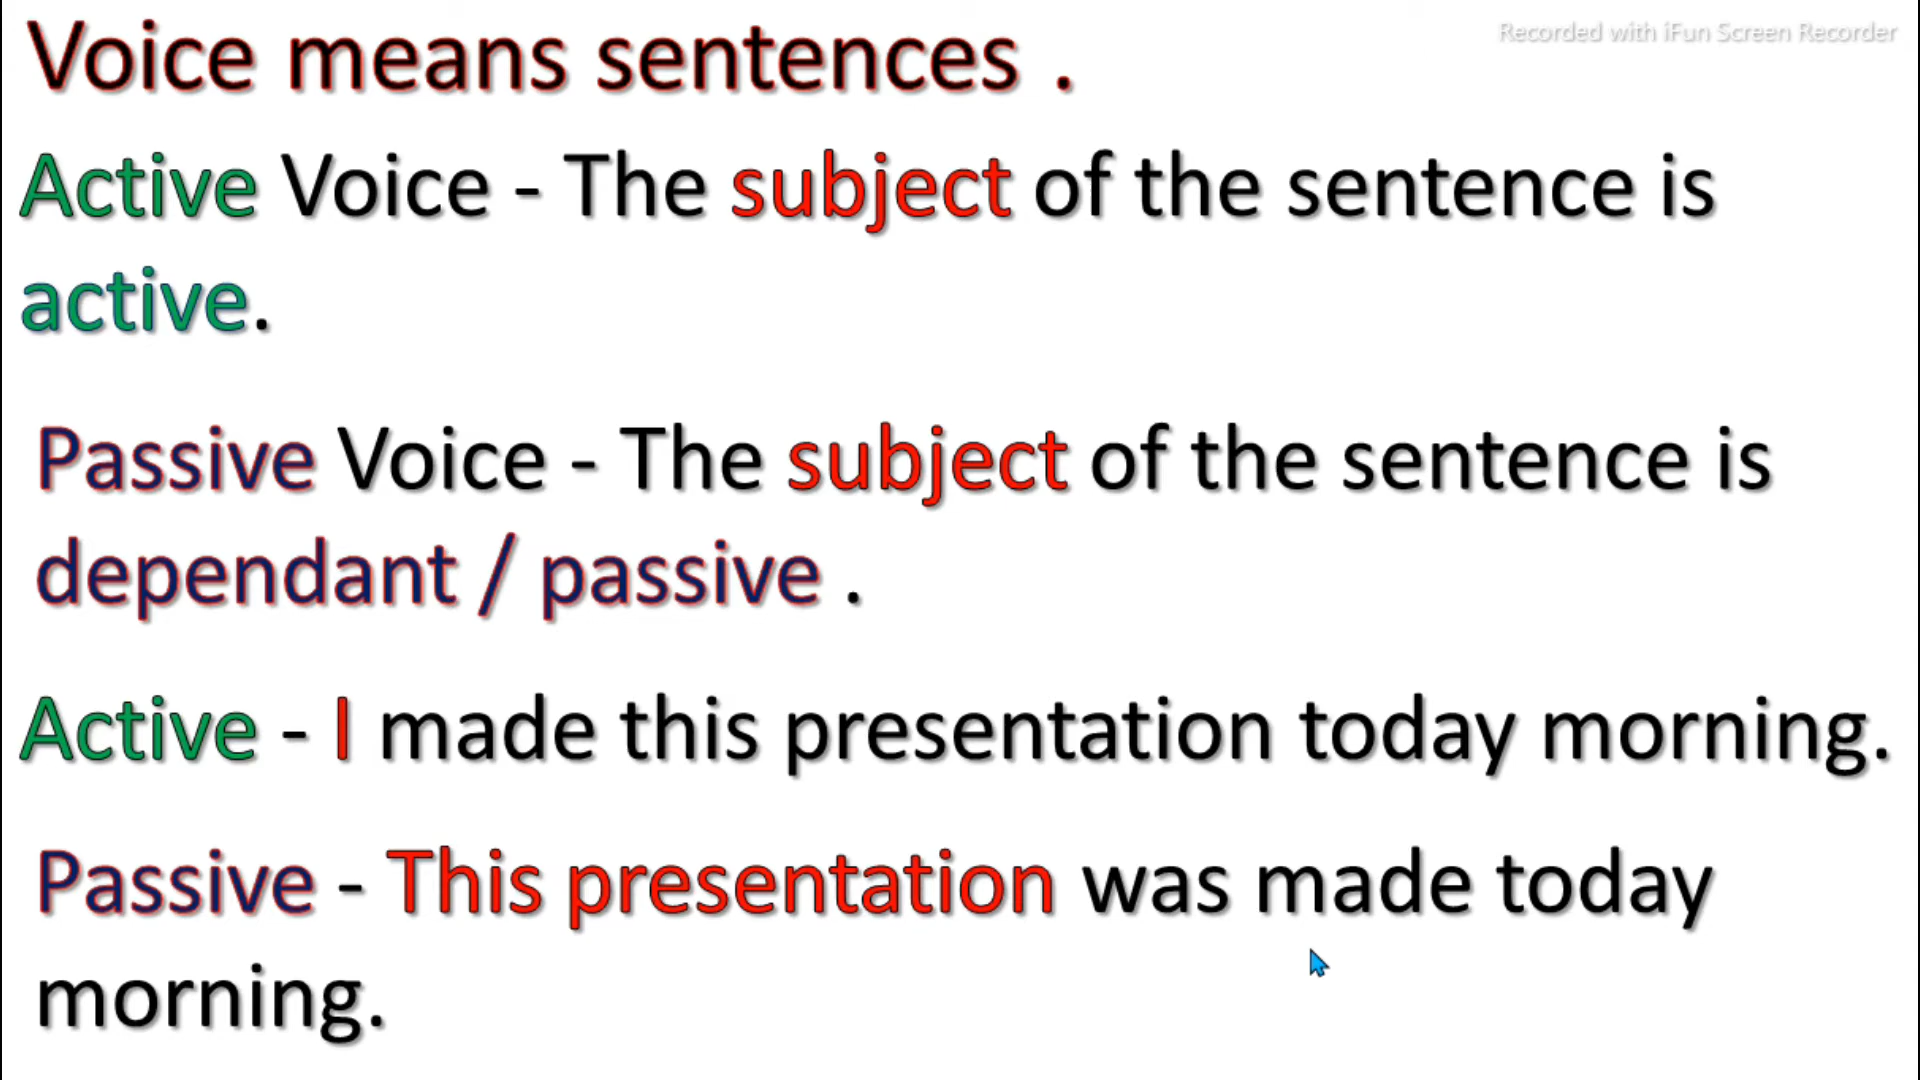 Recorded with iFun Screen Recorder
Voice means sentences .
Active Voice - The subject of the sentence is
active.
Passive Voice - The subject of the sentence is
dependant / passive .
Active - I made this presentation today morning.
Passive - This presentation was made today
morning.